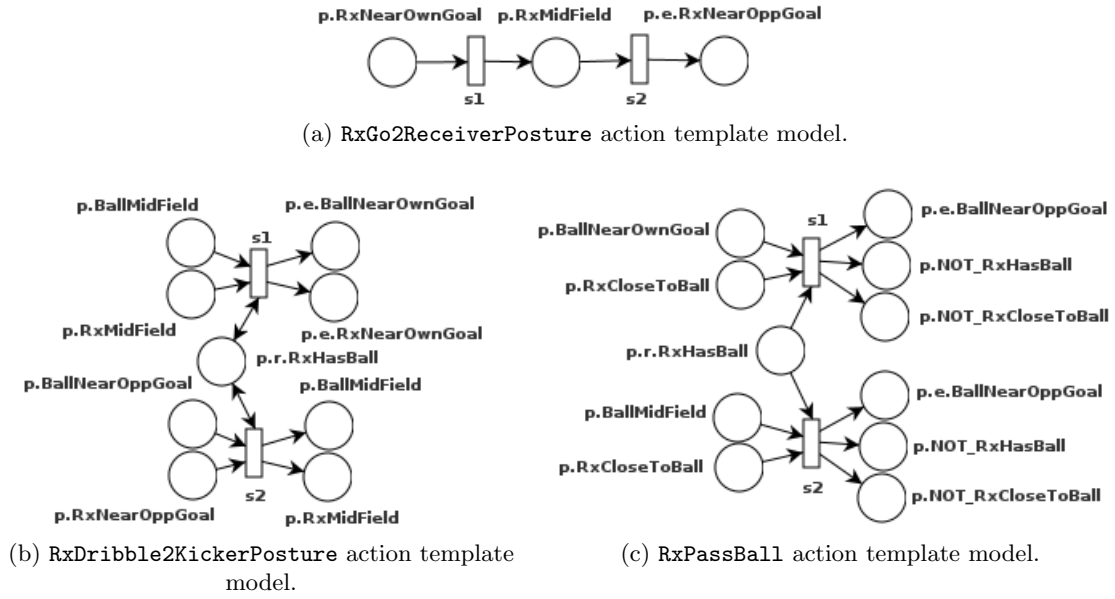 p.RxNearOwnGoal p.RxMidField p.e.RxNearOppGoal
s1 s2
(a) RxGo2ReceiverPosture action template model.
p.BallMidField p.e.BallNearOwnGoal
s1
p.RxMidField p.e.RxNearOwnGoal
p.r.RxHasBall
p.BallNearOppGoal p.BallMidField
s2
p.RxNearOppGoal p.RxMidField
(b) RxDribble2KickerPosture action template
model.
p.e.BallNearOppGoal
s1
p.BallNearOwnGoal
p.NOT_RxHasBall
p.RxCloseToBall
p.NOT_RxCloseToBall
p.r.RxHasBall
p.e.BallNearOppGoal
p.BallMidField
p.NOT_RxHasBall
p.RxCloseToBall
s2
p.NOT_RxCloseToBall
(c) RxPassBall action template model.